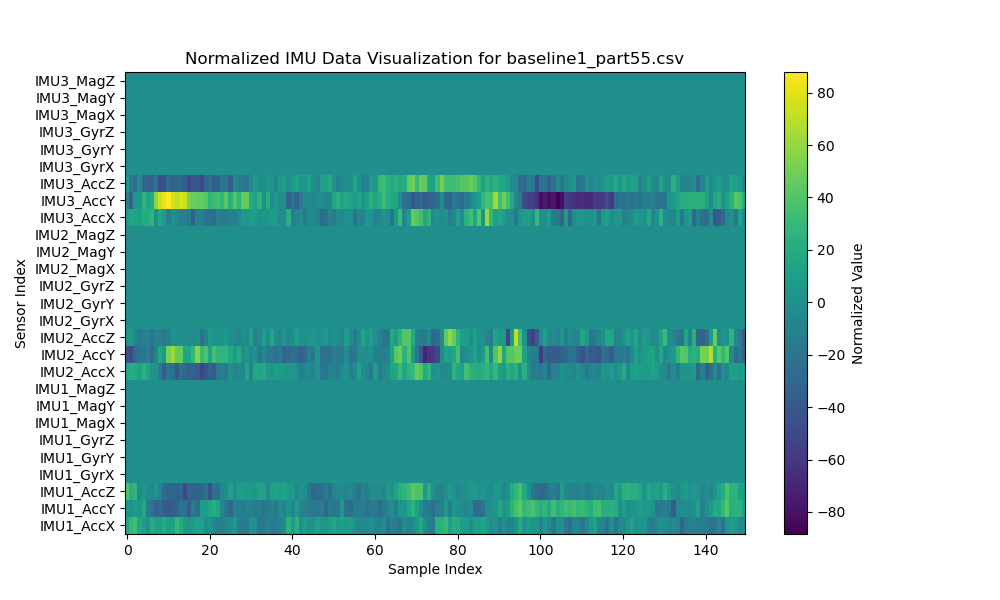 Normalized IMU Data Visualization for baseline1_part55.csv
IMU3_MagZ
IMU3_MagY
IMU3_MagX
IMU3_GyrZ
IMU3_GyrY
IMU3_GyrX
IMU3_AccZ
IMU3_AccY
IMU3_AccX
IMU2_MagZ
IMU2_MagY
IMU2_MagX
IMU2_GyrZ
IMU2_GyrY
IMU2_GyrX
IMU2_AccZ
IMU2_AccY
IMU2_AccX
IMU1_MagZ
IMU1_MagY
IMU1_MagX
IMU1_GyrZ
IMU1_GyrY
IMU1_GyrX
IMU1_AccZ
IMU1_AccY
IMU1_AccX
Sensor Index
0 20 40 60 80 100 120 140
Sample Index
80
60
40
20
0
−20
−40
−60
−80
Normalized Value